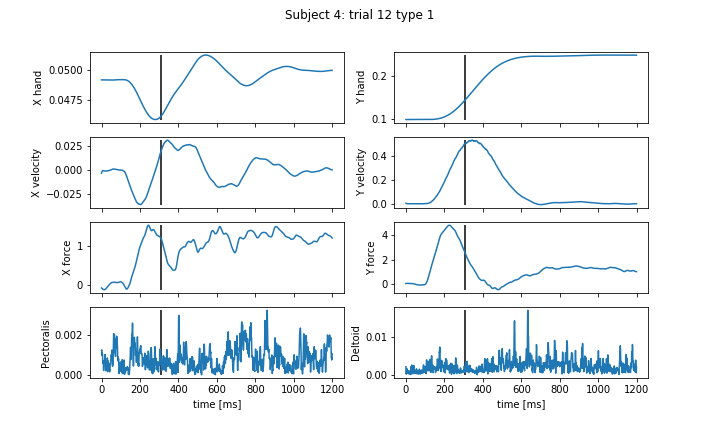 Subject 4: trial 12 type 1
X hand
0.0500
0.0475
Y hand
0.2
0.1
X velocity
0.025
0.000
−0.025
Y velocity
0.4
0.2
0.0
X force
1
0
Y force
4
2
0
Pectoralis
0.002
0.000
0 200 400 600 800 1000 1200
time [ms]
Deltoid
0.01
0.00
0 200 400 600 800 1000 1200
time [ms]